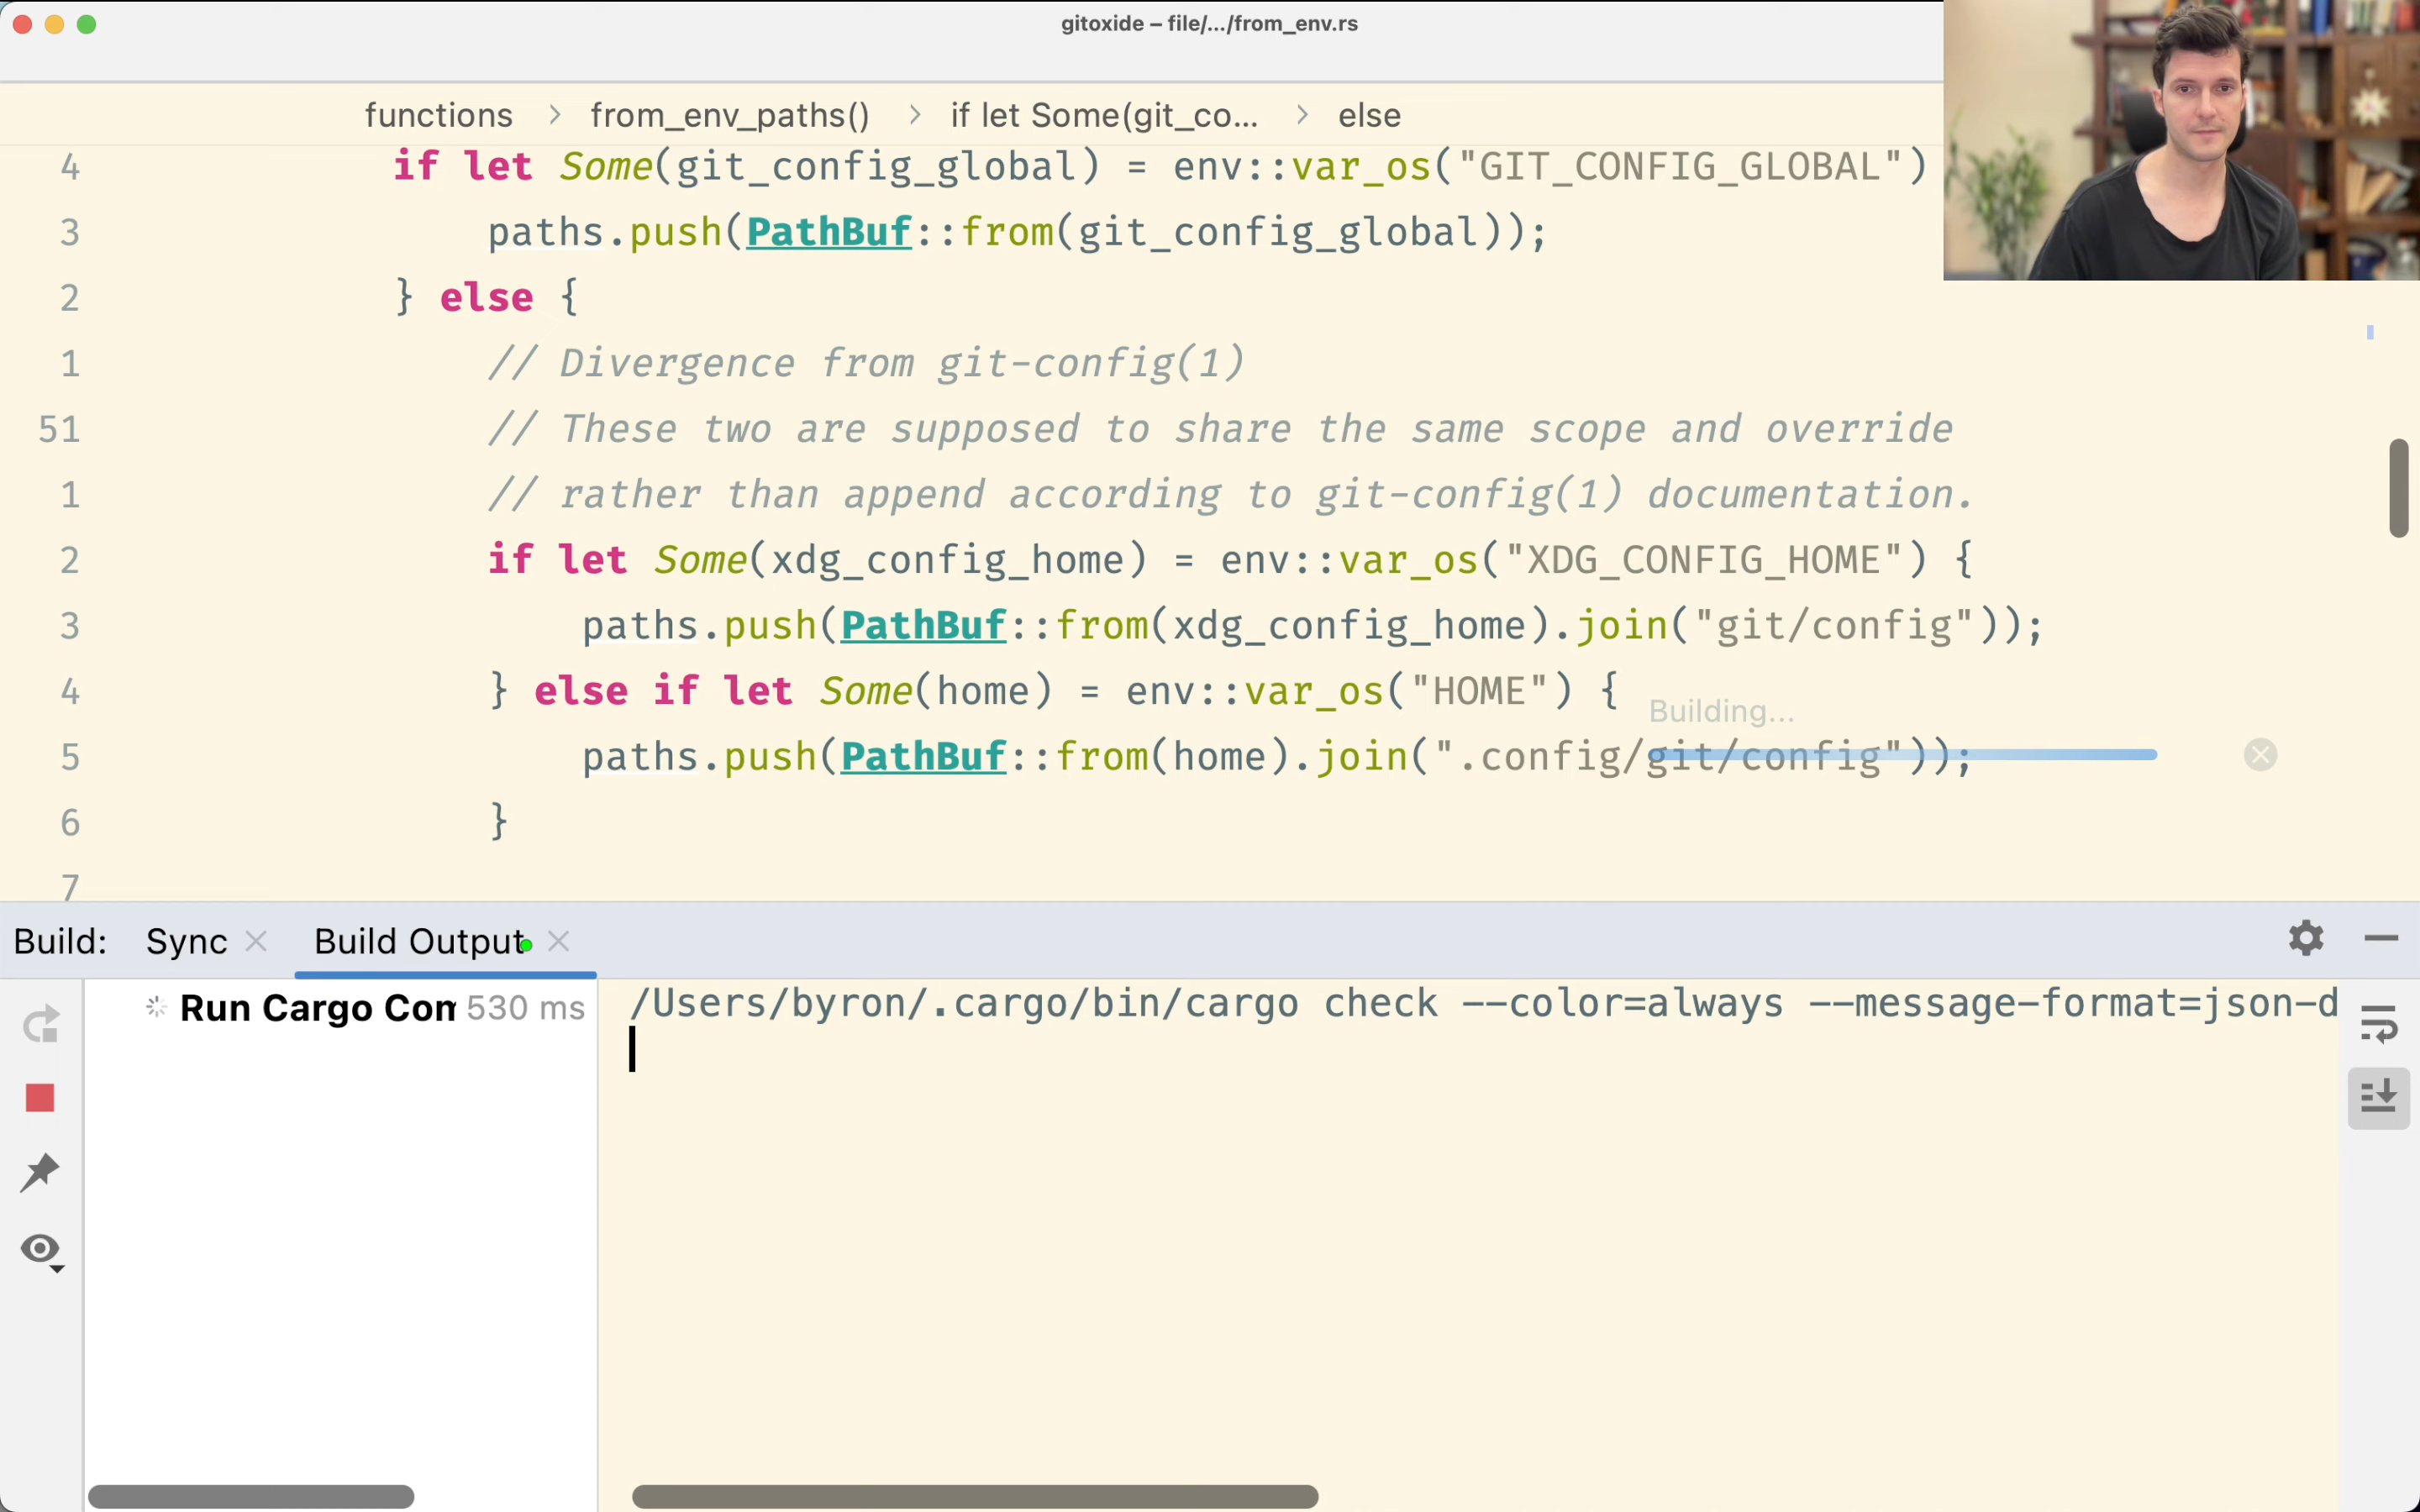 gitoxide – file/.../from_env.rs
functions > from_env_paths() > if let Some(git_co... > else
4 if let Some(git_config_global) = env::var_os("GIT_CONFIG_GLOBAL")
3 paths.push(PathBuf::from(git_config_global));
2 } else {
1 // Divergence from git-config(1)
51 // These two are supposed to share the same scope and override
1 // rather than append according to git-config(1) documentation.
2 if let Some(xdg_config_home) = env::var_os("XDG_CONFIG_HOME") {
3 paths.push(PathBuf::from(xdg_config_home).join("git/config"));
4 } else if let Some(home) = env::var_os("HOME") {
Building...
5 paths.push(PathBuf::from(home).join(".config/git/config"));
6 }
7
Build: Sync Build Output
Run Cargo Com 530 ms
/Users/byron/.cargo/bin/cargo check --color=always --message-format=json-d